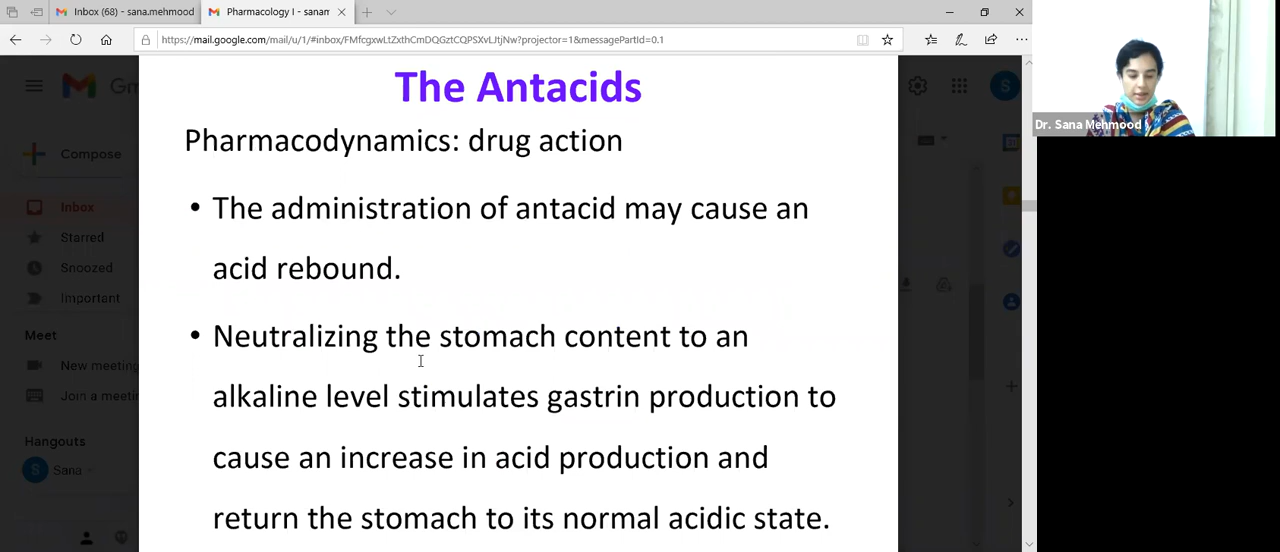 Inbox (68) - sana.mehmood
Pharmacology I - sanam
https://mail.google.com/mail/u/1/#inbox/FMfcgxwLtZxthCmDQGztCQPSXvLJtjNw?projector=1&messagePartId=0.1
Compose
Inbox
Starred
Snoozed
Important
Meet
New meeting
Join a meeti
Hangouts
S
Sana
The Antacids
Pharmacodynamics: drug action
• The administration of antacid may cause an
acid rebound.
• Neutralizing the stomach content to an
alkaline level stimulates gastrin production to
cause an increase in acid production and
return the stomach to its normal acidic state.
S
Dr. Sana Mehmood